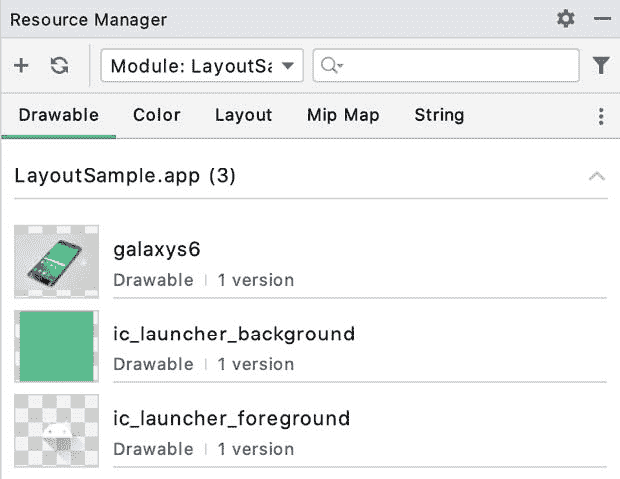 Resource Manager
Module: LayoutSa
Drawable Color Layout Mip Map String
LayoutSample.app (3)
galaxys6
Drawable | 1 version
ic_launcher_background
Drawable | 1 version
ic_launcher_foreground
Drawable | 1 version